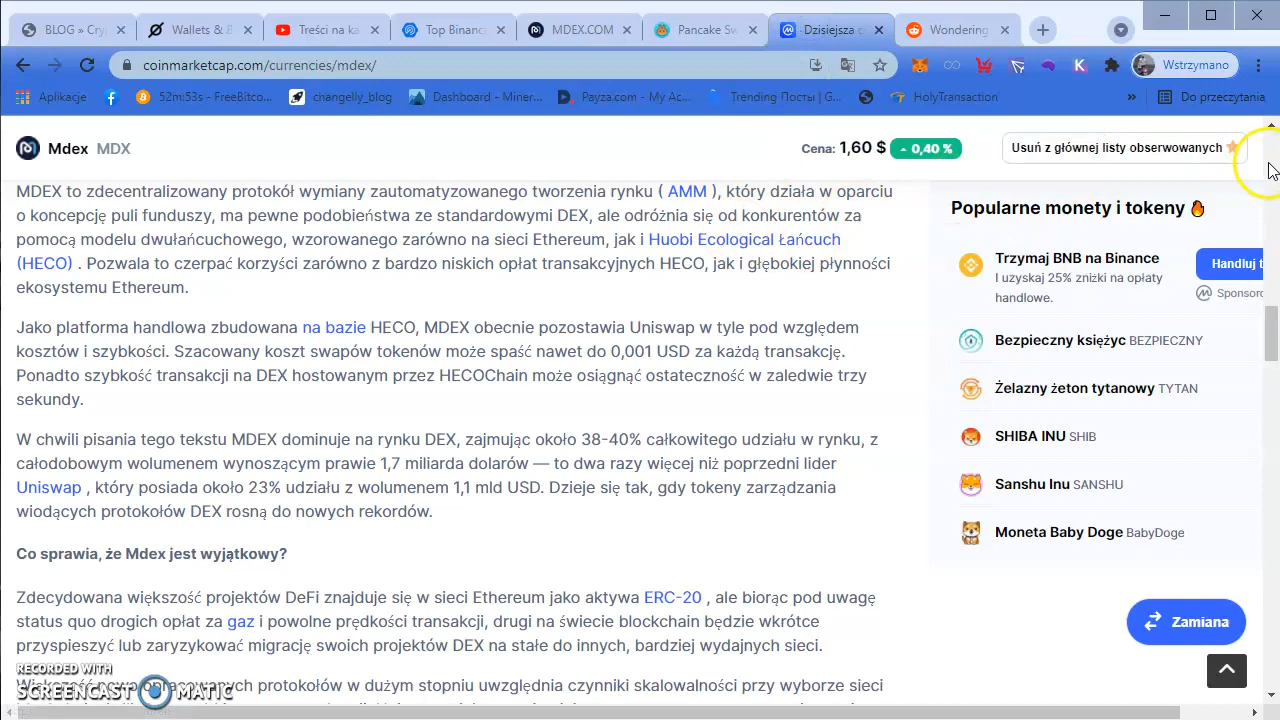 BLOG » Cry
Wallets & E
Treści na ka
Top Binanc
MDEX.COM
Pancake Sw
Dzisiejsza c
Wondering
coinmarketcap.com/currencies/mdex/
Wstrzymano
Aplikacje
52m:53s - FreeBitco...
changelly_blog
Dashboard - Miner...
Payza.com - My Ac...
Trending Посты | G...
HolyTransaction
»
Do przeczytania
Mdex MDX
Cena: 1,60 $ 0,40 %
Usuń z głównej listy obserwowanych
MDEX to zdecentralizowany protokół wymiany zautomatyzowanego tworzenia rynku ( AMM ), który działa w oparciu
o koncepcję puli funduszy, ma pewne podobieństwa ze standardowymi DEX, ale odróżnia się od konkurentów za
pomocą modelu dwułańcuchowego, wzorowanego zarówno na sieci Ethereum, jak i Huobi Ecological Łańcuch
(HECO) . Pozwala to czerpać korzyści zarówno z bardzo niskich opłat transakcyjnych HECO, jak i głębokiej płynności
ekosystemu Ethereum.
Jako platforma handlowa zbudowana na bazie HECO, MDEX obecnie pozostawia Uniswap w tyle pod względem
kosztów i szybkości. Szacowany koszt swapów tokenów może spaść nawet do 0,001 USD za każdą transakcję.
Ponadto szybkość transakcji na DEX hostowanym przez HECOChain może osiągnąć ostateczność w zaledwie trzy
sekundy.
W chwili pisania tego tekstu MDEX dominuje na rynku DEX, zajmując około 38-40% całkowitego udziału w rynku, z
całodobowym wolumenem wynoszącym prawie 1,7 miliarda dolarów — to dwa razy więcej niż poprzedni lider
Uniswap , który posiada około 23% udziału z wolumenem 1,1 mld USD. Dzieje się tak, gdy tokeny zarządzania
wiodących protokołów DEX rosną do nowych rekordów.
Co sprawia, że Mdex jest wyjątkowy?
Zdecydowana większość projektów DeFi znajduje się w sieci Ethereum jako aktywa ERC-20 , ale biorąc pod uwagę
status quo drogich opłat za gaz i powolne prędkości transakcji, drugi na świecie blockchain będzie wkrótce
przyspieszyć lub zaryzykować migrację swoich projektów DEX na stałe do innych, bardziej wydajnych sieci.
Większość nowo opracowanych protokołów w dużym stopniu uwzględnia czynniki skalowalności przy wyborze sieci
Popularne monety i tokeny
Trzymaj BNB na Binance
I uzyskaj 25% zniżki na opłaty
handlowe.
Handluj t
Sponsoro
Bezpieczny księżyc BEZPIECZNY
Żelazny żeton tytanowy TYTAN
SHIBA INU SHIB
Sanshu Inu SANSHU
Moneta Baby Doge BabyDoge
Zamiana
RECORDED WITH
SCREENCAST MATIC